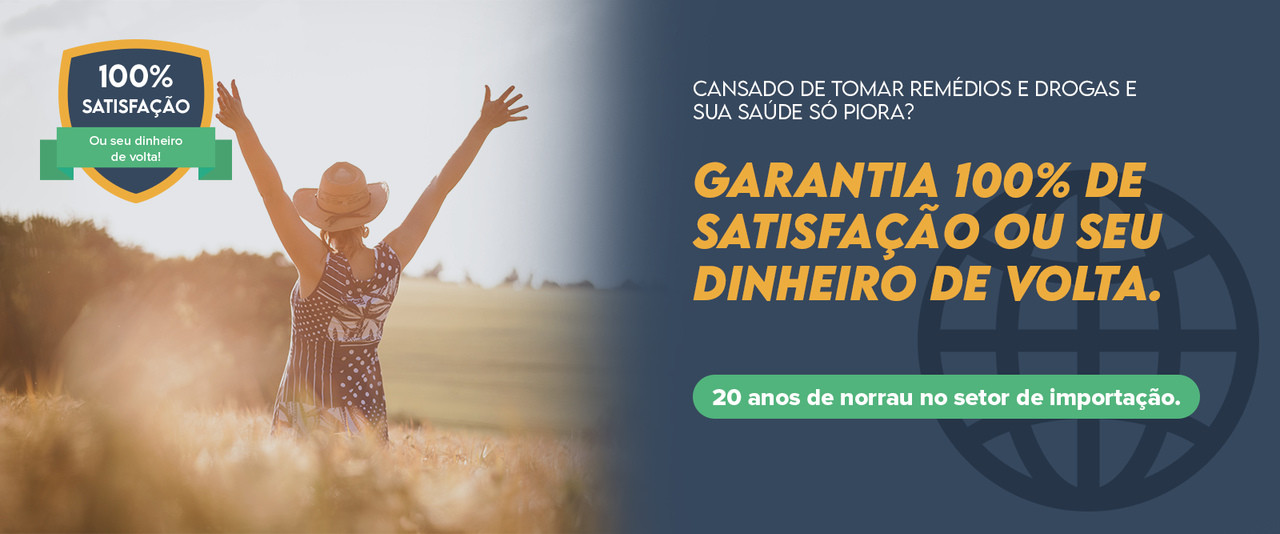 100%
SATISFAÇÃO
Ou seu dinheiro
de volta!
CANSADO DE TOMAR REMÉDIOS E DROGAS E
SUA SAÚDE SÓ PIORA?
GARANTIA 100% DE
SATISFAÇÃO OU SEU
DINHEIRO DE VOLTA.
20 anos de norrau no setor de importação.